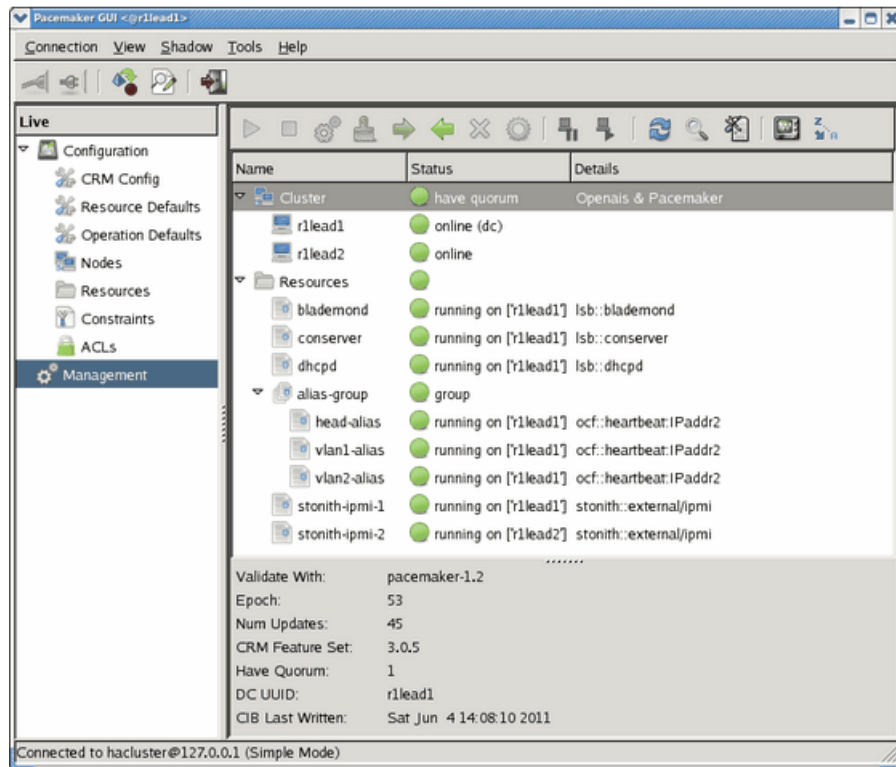 Pacemaker GUI <@r1lead1>
Connection View Shadow Tools Help
Live
Configuration
CRM Config
Resource Defaults
Operation Defaults
Nodes
Resources
Constraints
ACLs
Management
Name Status Details
Cluster have quorum Openais & Pacemaker
r1lead1 online (dc)
r1lead2 online
Resources
blademond running on ['r1lead1'] lsb::blademond
conserver running on ['r1lead1'] lsb::conserver
dhcpd running on ['r1lead1'] lsb::dhcpd
alias-group group
head-alias running on ['r1lead1'] ocf::heartbeat:IPaddr2
vlan1-alias running on ['r1lead1'] ocf::heartbeat:IPaddr2
vlan2-alias running on ['r1lead1'] ocf::heartbeat:IPaddr2
stonith-ipmi-1 running on ['r1lead1'] stonith::external/ipmi
stonith-ipmi-2 running on ['r1lead2'] stonith::external/ipmi
Validate With: pacemaker-1.2
Epoch: 53
Num Updates: 45
CRM Feature Set: 3.0.5
Have Quorum: 1
DC UUID: r1lead1
CIB Last Written: Sat Jun 4 14:08:10 2011
Connected to hacluster@127.0.0.1 (Simple Mode)